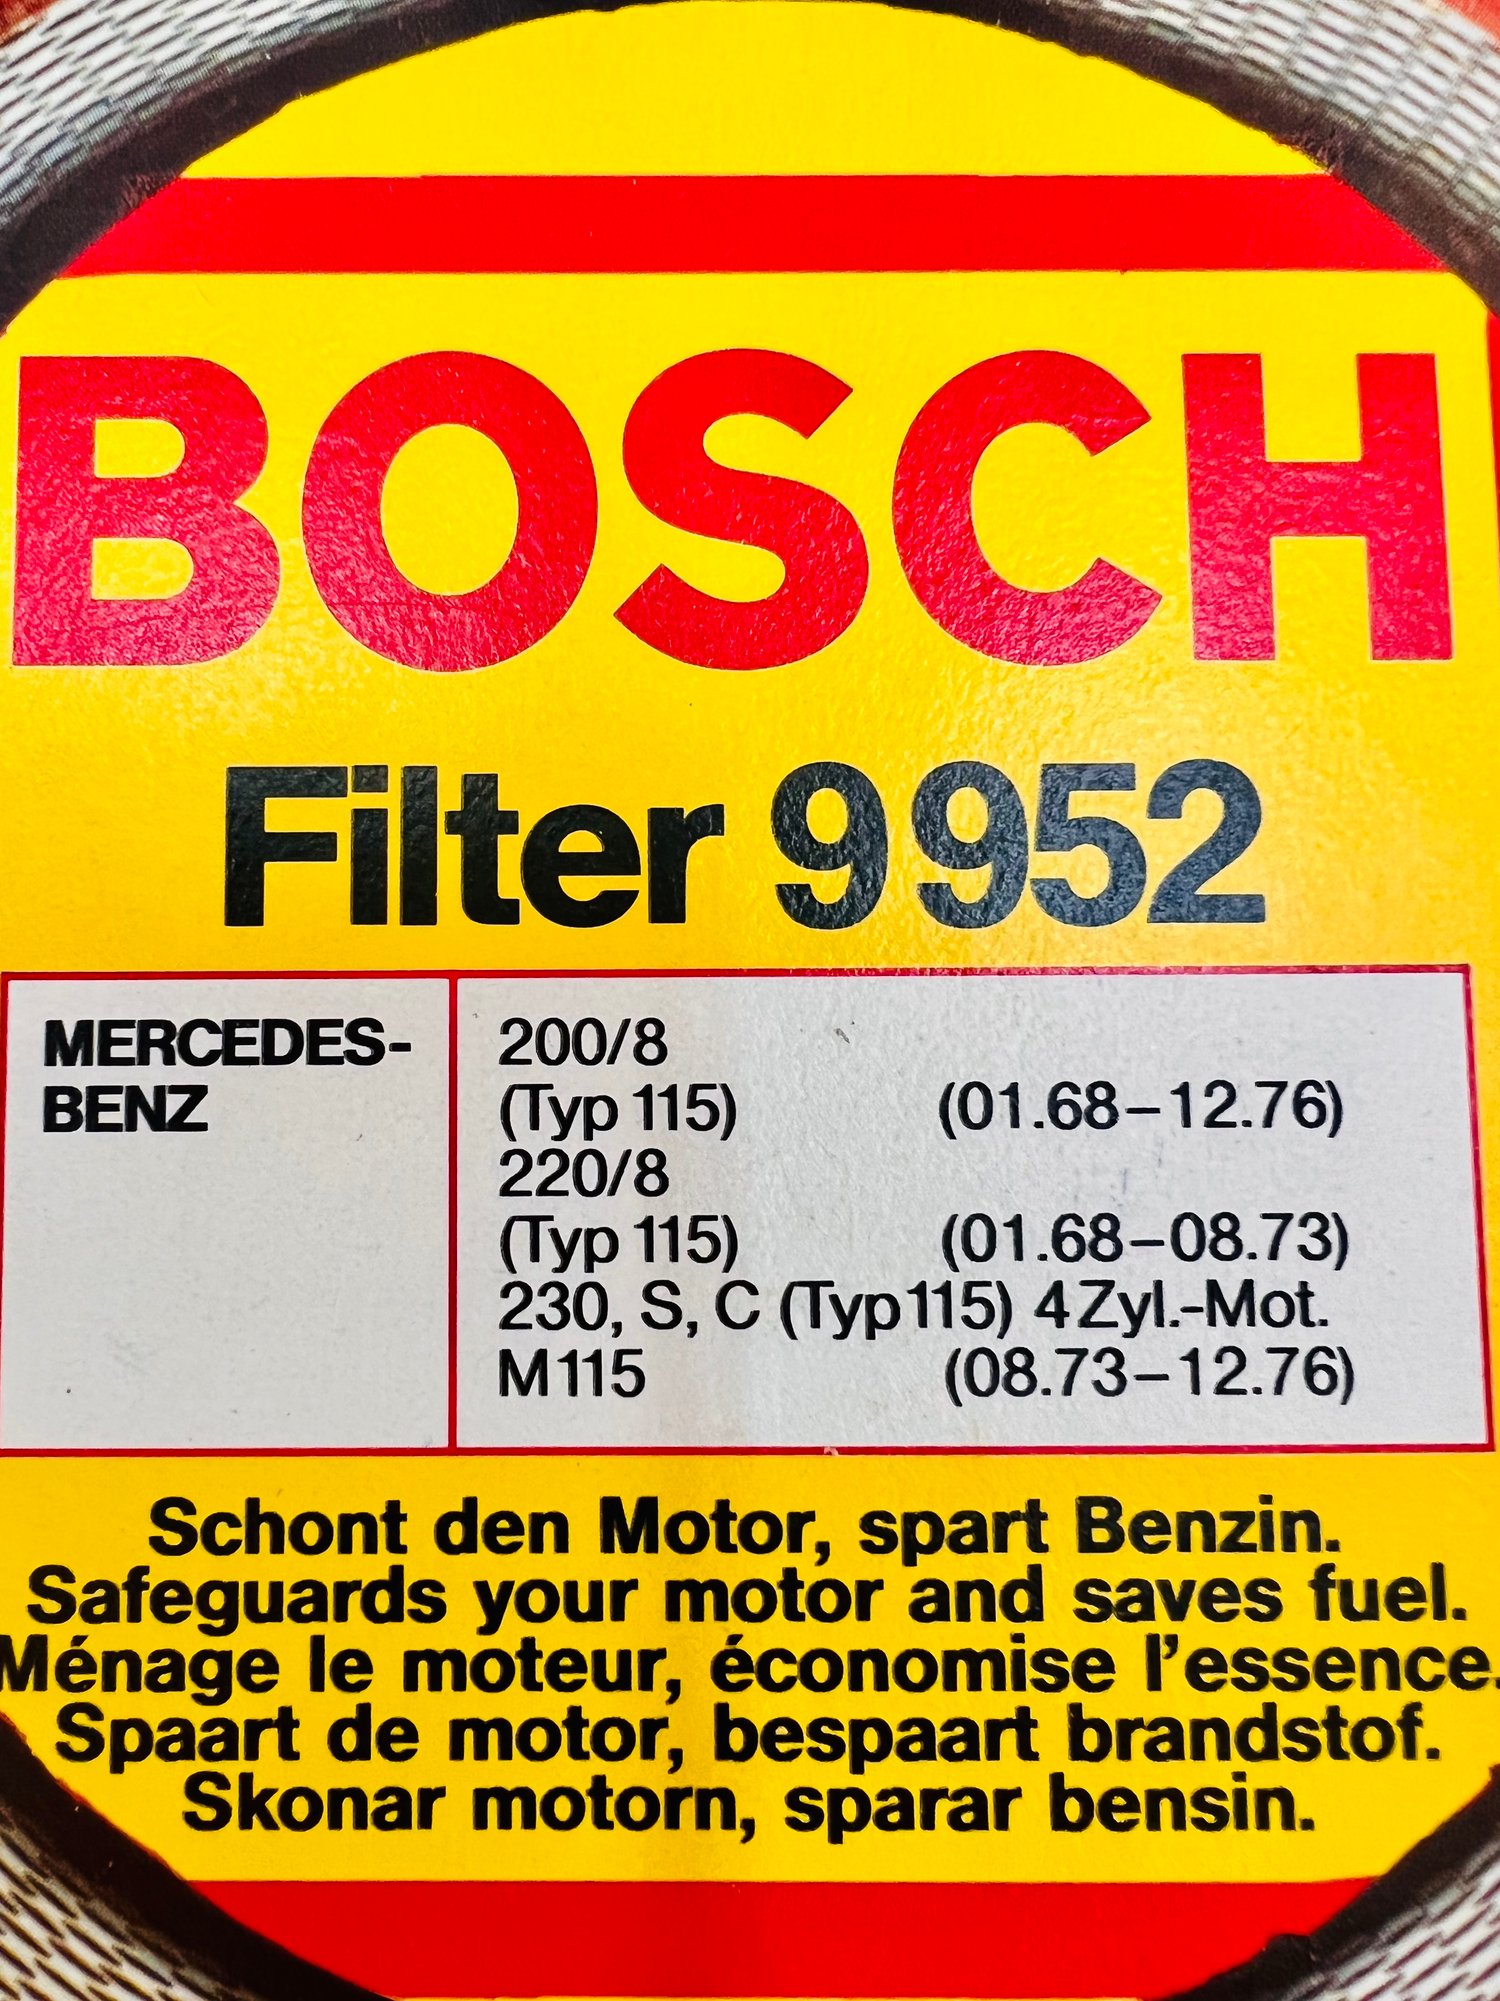 BOSCH
Filter 9 952
MERCEDES-
BENZ
200/8
(Typ 115) (01.68–12.76)
220/8
(Typ 115) (01.68–08.73)
230, S, C (Typ 115) 4 Zyl.-Mot.
M 115 (08.73–12.76)
Schont den Motor, spart Benzin.
Safeguards your motor and saves fuel.
Ménage le moteur, économise l'essence.
Spaart de motor, bespaart brandstof.
Skonar motorn, sparar bensin.